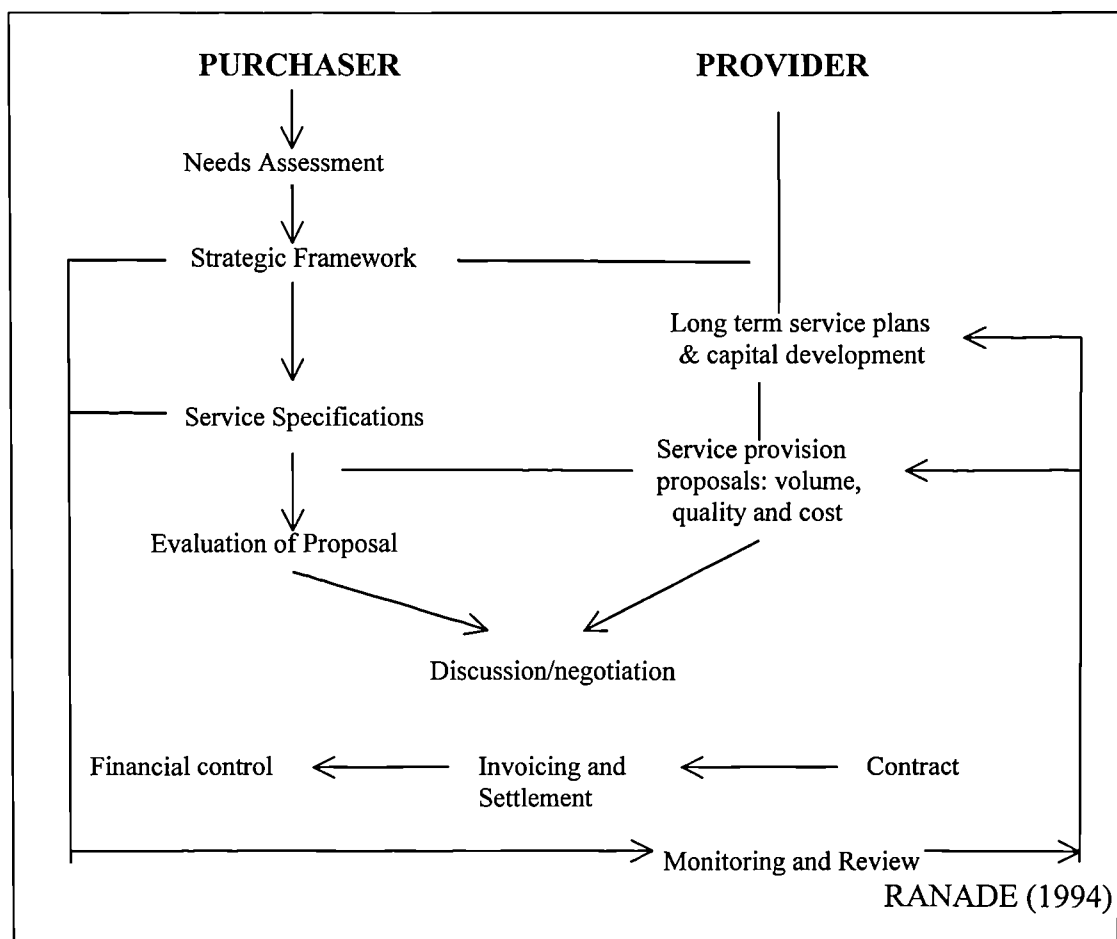 PURCHASER
PROVIDER
Needs Assessment
Strategic Framework
Long term service plans
& capital development
Service Specifications
Service provision
proposals: volume,
quality and cost
Evaluation of Proposal
Discussion/negotiation
Financial control
Invoicing and
Settlement
Contract
Monitoring and Review
RANADE (1994)